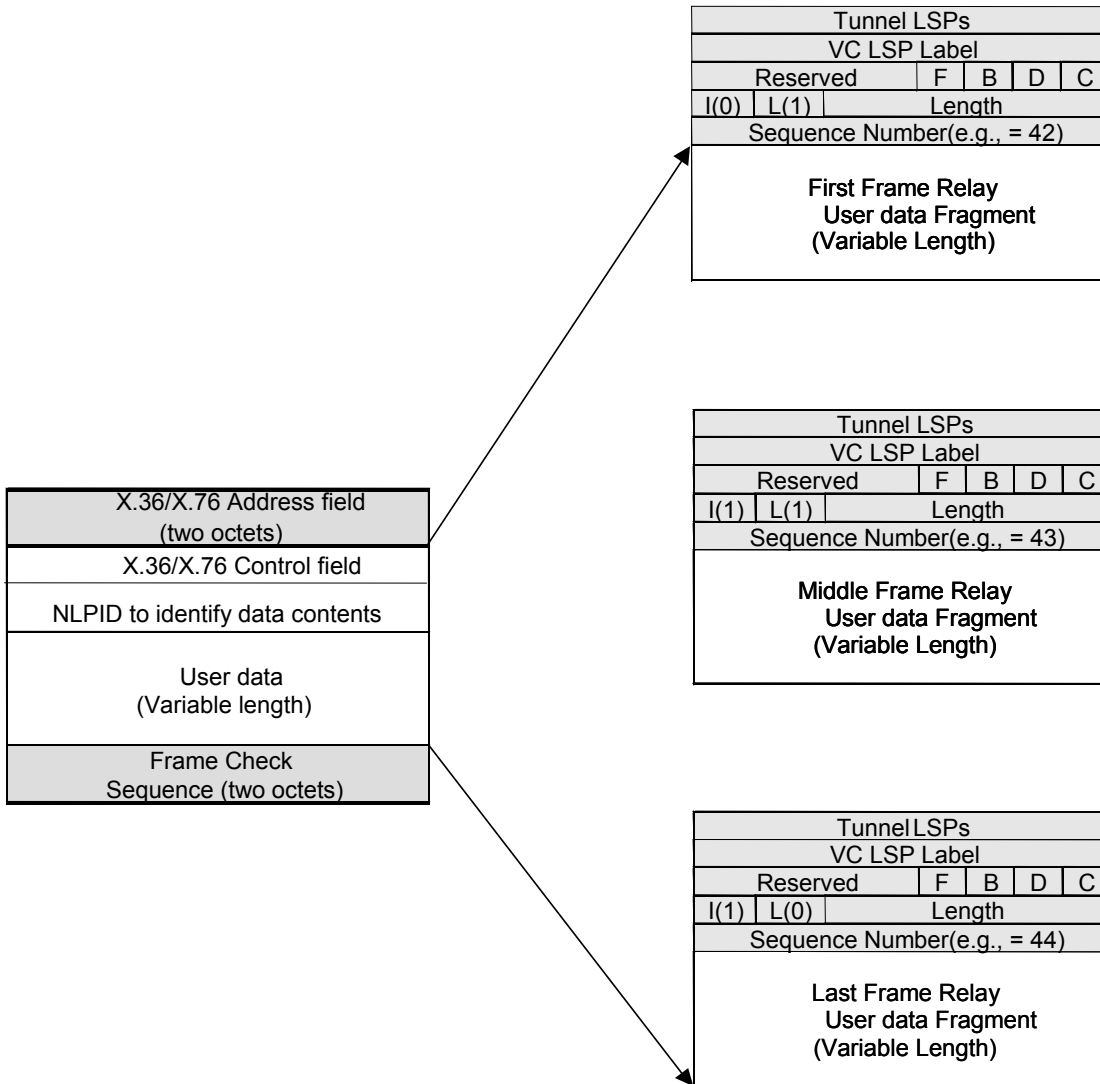 Tunnel LSPs
VC LSP Label
Reserved F B D C
I(0) L(1) Length
Sequence Number(e.g., = 42)
First Frame Relay
User data Fragment
(Variable Length)
Tunnel LSPs
VC LSP Label
Reserved F B D C
I(1) L(1) Length
Sequence Number(e.g., = 43)
Middle Frame Relay
User data Fragment
(Variable Length)
X.36/X.76 Address field
(two octets)
X.36/X.76 Control field
NLPID to identify data contents
User data
(Variable length)
Frame Check
Sequence (two octets)
Tunnel LSPs
VC LSP Label
Reserved F B D C
I(1) L(0) Length
Sequence Number(e.g., = 44)
Last Frame Relay
User data Fragment
(Variable Length)